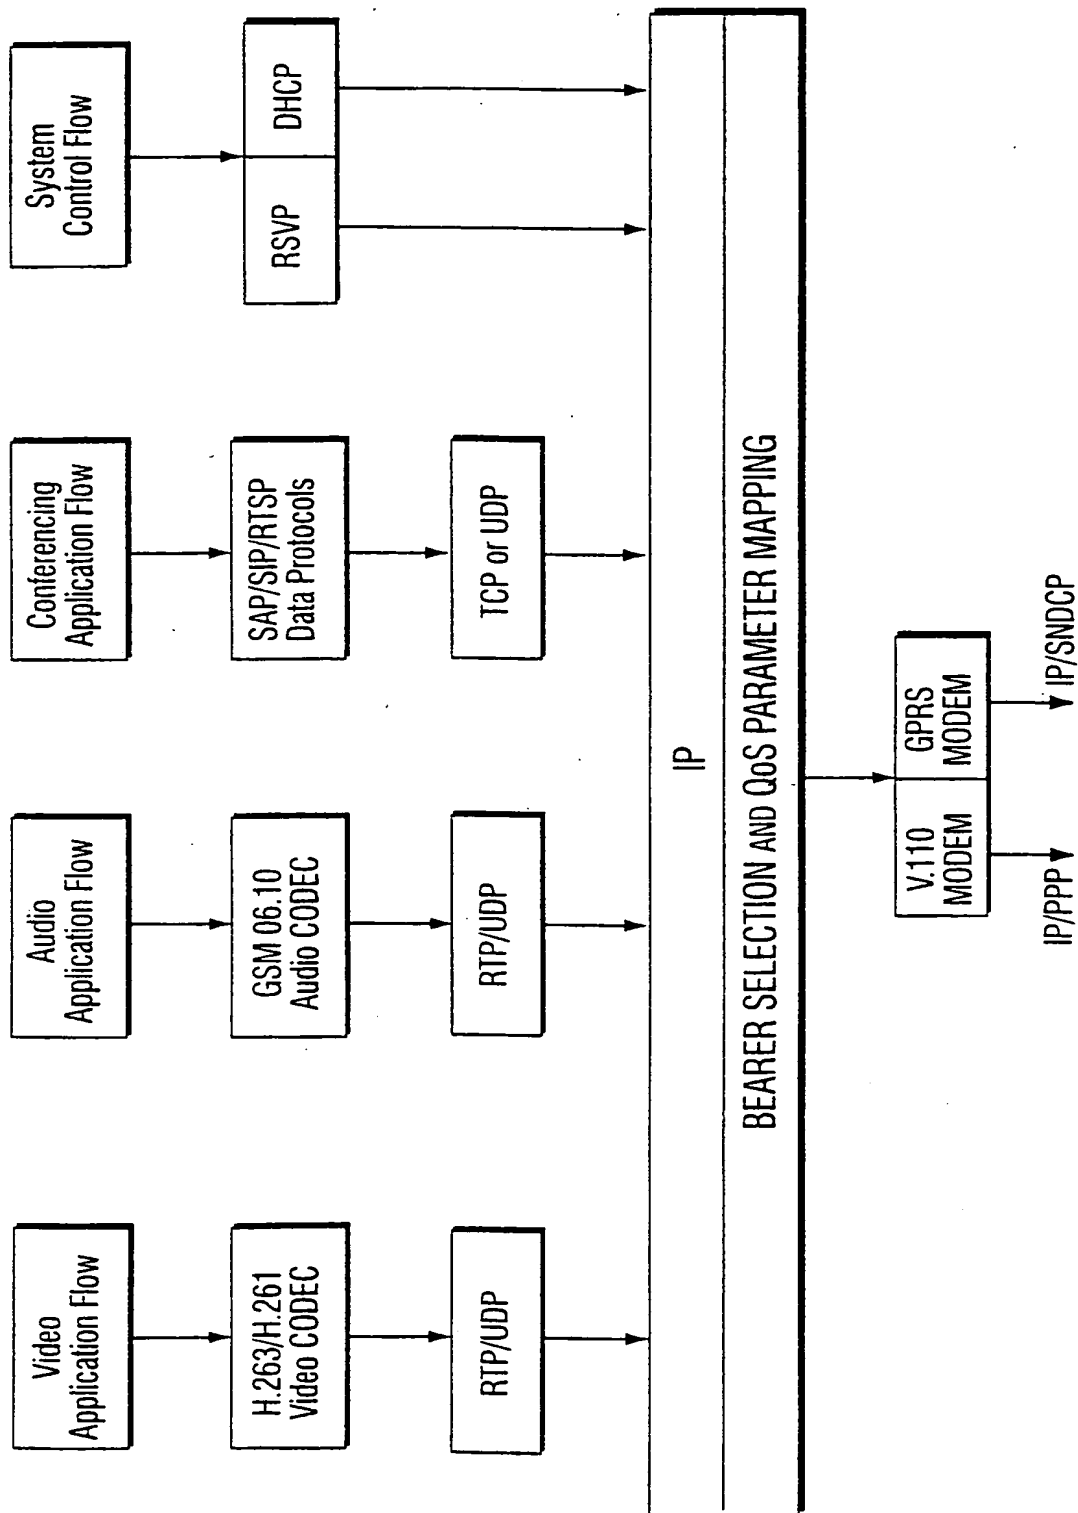 Video
Application Flow
H.263/H.261
Video CODEC
RTP/UDP
Audio
Application Flow
GSM 06.10
Audio CODEC
RTP/UDP
Conferencing
Application Flow
SAP/SIP/RTSP
Data Protocols
TCP or UDP
System
Control Flow
RSVP
DHCP
IP
BEARER SELECTION AND QoS PARAMETER MAPPING
V.110
MODEM
GPRS
MODEM
IP/PPP
IP/SNDCP